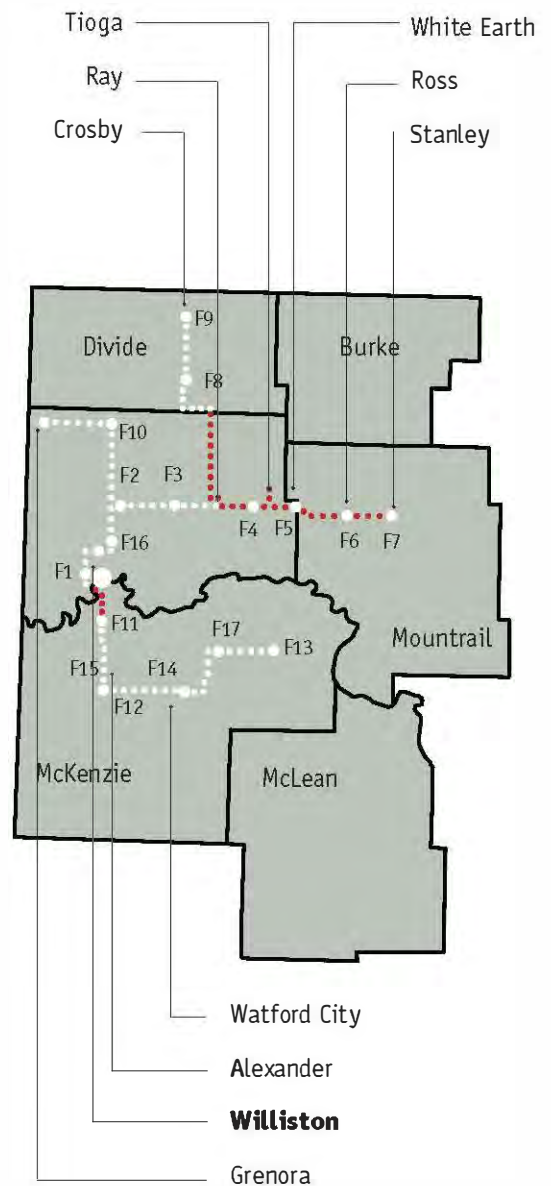 Tioga
White Earth
Ray
Ross
Crosby
Stanley
F9
Divide
Burke
F8
F10
F2
F3
F4
F5
F6
F7
F16
F1
F11
F17
F13
Mountrail
F15
F14
F12
McKenzie
McLean
Watford City
Alexander
Williston
Grenora